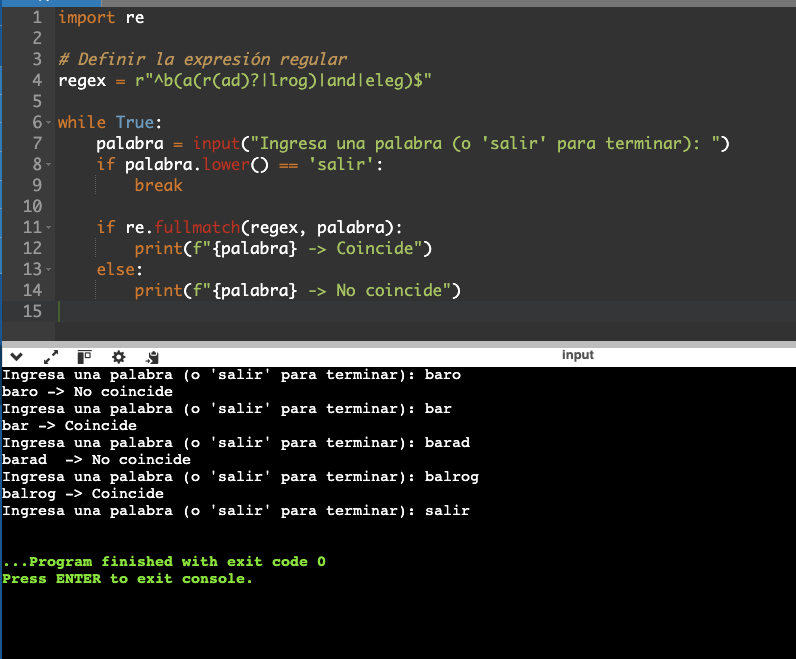 1 import re
2
3 # Definir la expresión regular
4 regex = r"^b(a(r(ad)?|lrog)|and|eleg)$"
5
6 while True:
7     palabra = input("Ingresa una palabra (o 'salir' para terminar): ")
8     if palabra.lower() == 'salir':
9         break
10
11     if re.fullmatch(regex, palabra):
12         print(f"{palabra} -> Coincide")
13     else:
14         print(f"{palabra} -> No coincide")
15
input
Ingresa una palabra (o 'salir' para terminar): baro
baro -> No coincide
Ingresa una palabra (o 'salir' para terminar): bar
bar -> Coincide
Ingresa una palabra (o 'salir' para terminar): barad
barad  -> No coincide
Ingresa una palabra (o 'salir' para terminar): balrog
balrog -> Coincide
Ingresa una palabra (o 'salir' para terminar): salir
...Program finished with exit code 0
Press ENTER to exit console.